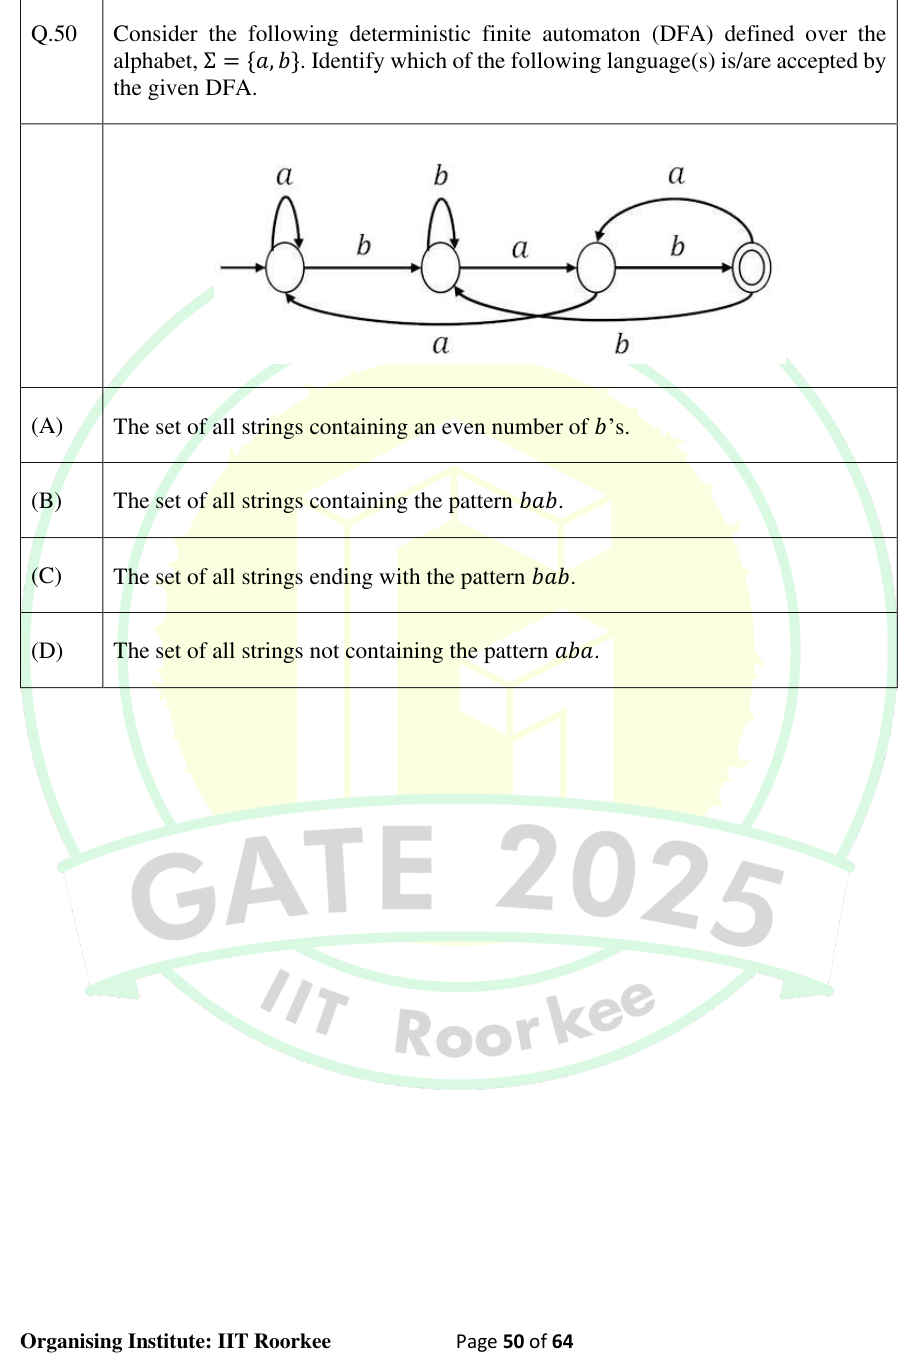 Q.50
Consider the following deterministic finite automaton (DFA) defined over the
alphabet, Σ = {a, b}. Identify which of the following language(s) is/are accepted by
the given DFA.
a b a
b a b
a b
(A) The set of all strings containing an even number of b’s.
(B) The set of all strings containing the pattern bab.
(C) The set of all strings ending with the pattern bab.
(D) The set of all strings not containing the pattern aba.
GATE 2025
IIT Roorkee
Organising Institute: IIT Roorkee Page 50 of 64